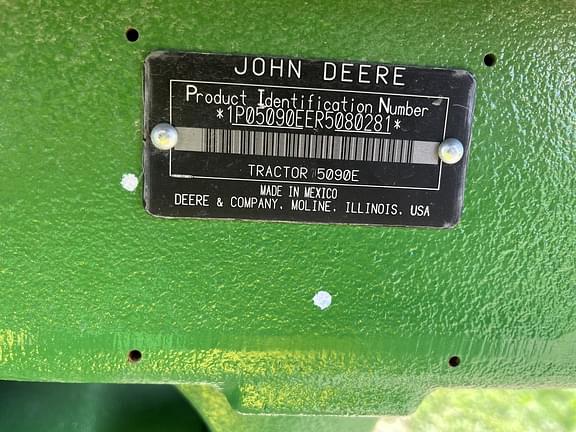 JOHN DEERE
Product Identification Number
*1P05090EER5080281*
TRACTOR 5090E
MADE IN MEXICO
DEERE & COMPANY, MOLINE, ILLINOIS, USA